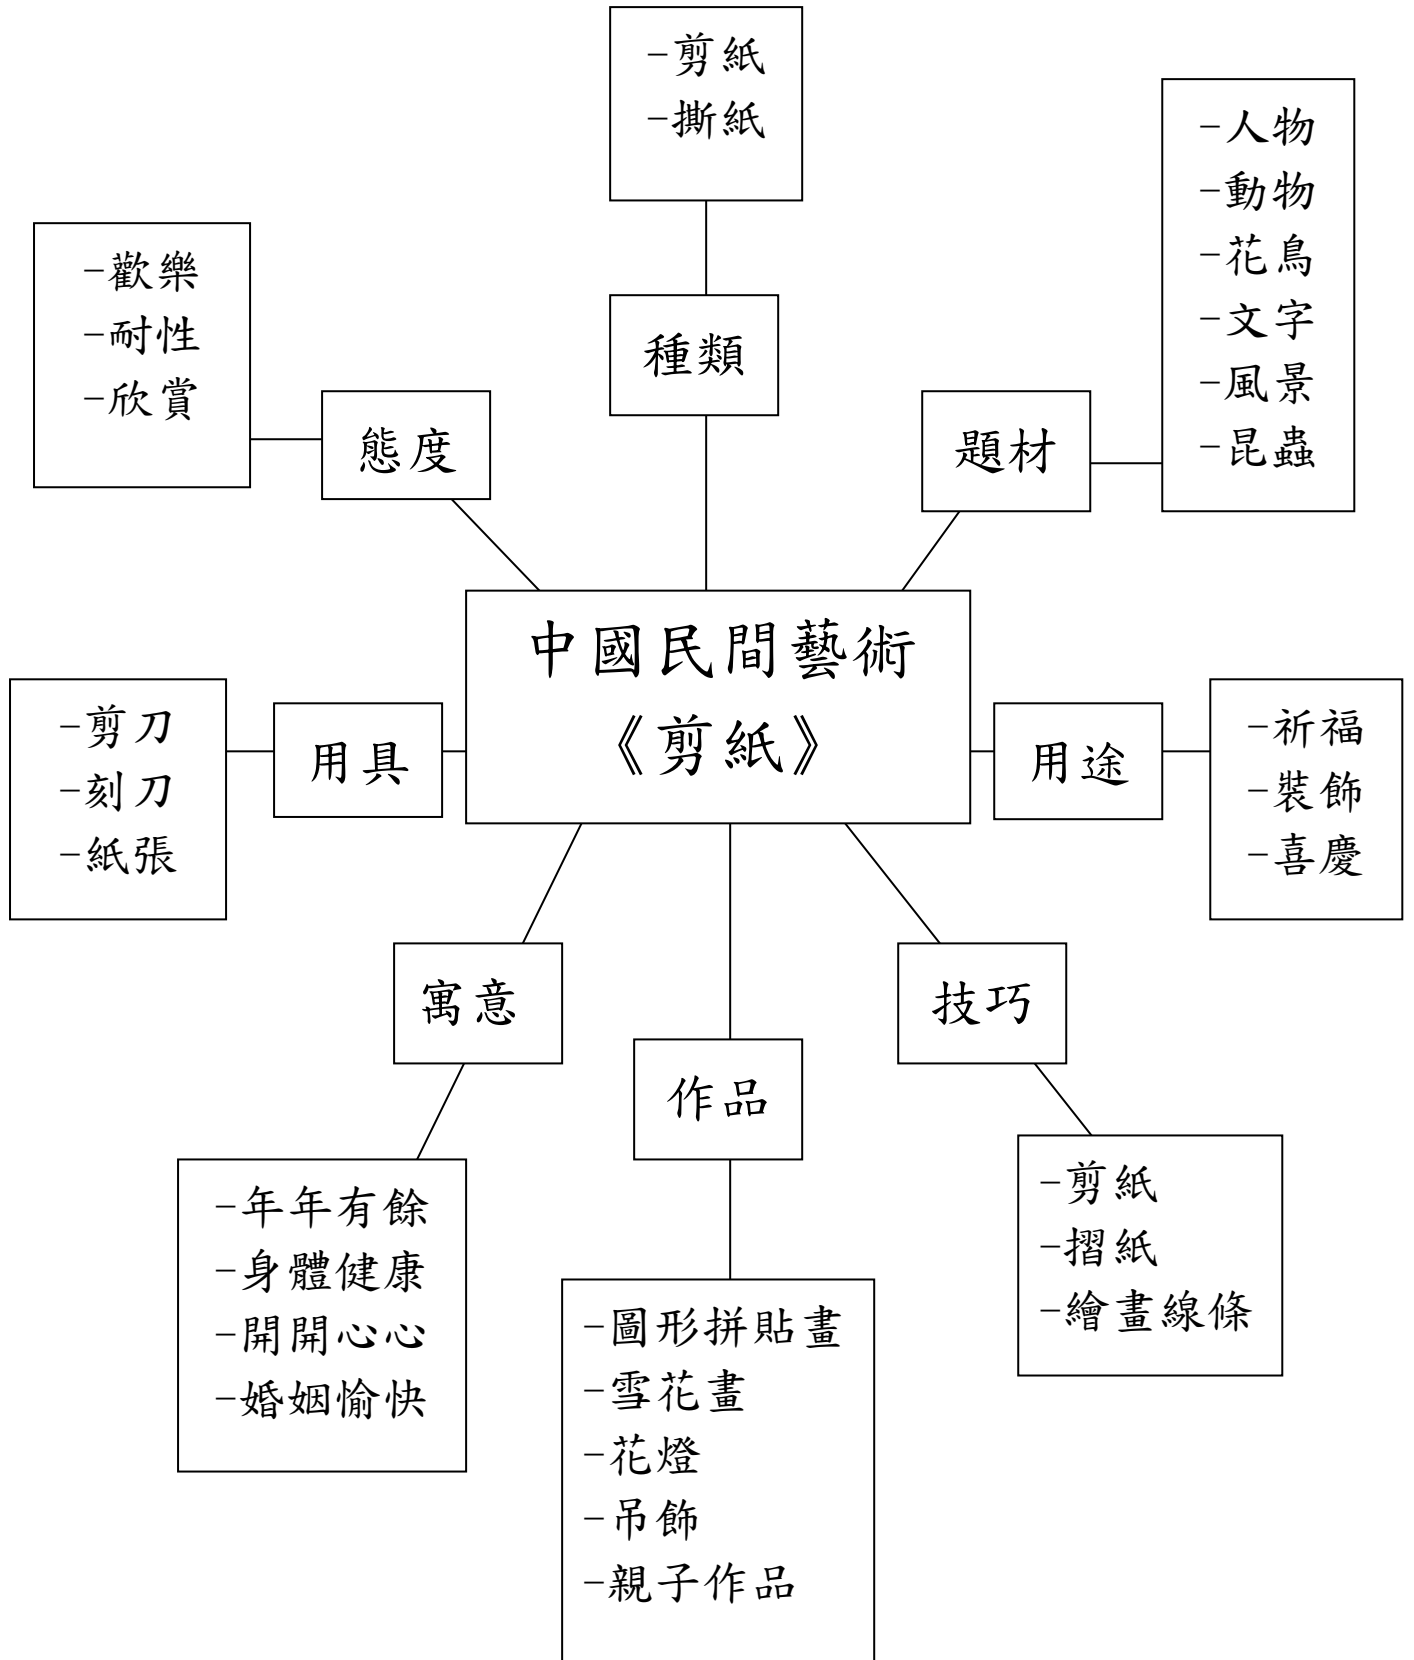 -剪紙
-撕紙
種類
-人物
-動物
-花鳥
-文字
-風景
-昆蟲
題材
-歡樂
-耐性
-欣賞
態度
中國民間藝術
《剪紙》
-剪刀
-刻刀
-紙張
用具
用途
-祈福
-裝飾
-喜慶
寓意
-年年有餘
-身體健康
-開開心心
-婚姻愉快
作品
-圖形拼貼畫
-雪花畫
-花燈
-吊飾
-親子作品
技巧
-剪紙
-摺紙
-繪畫線條